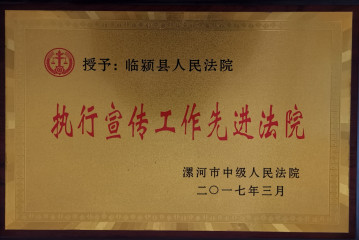 授予：临颍县人民法院
执行宣传工作先进法院
漯河市中级人民法院
二〇一七年三月